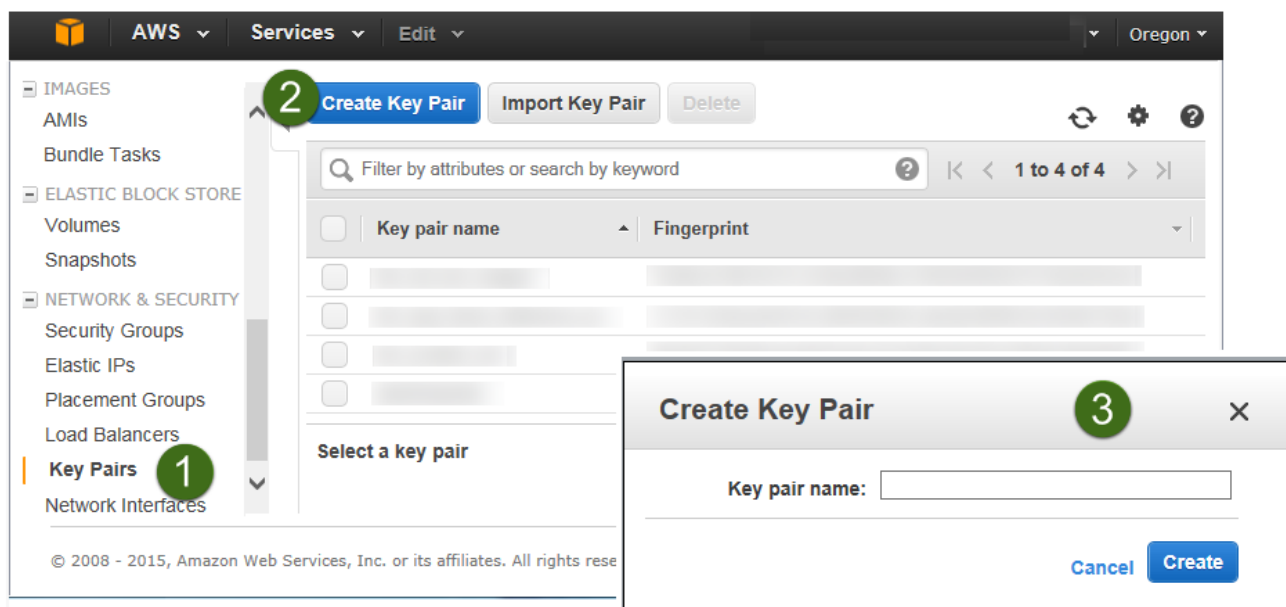 AWS Services Edit Oregon
IMAGES
AMIs
Bundle Tasks
ELASTIC BLOCK STORE
Volumes
Snapshots
NETWORK & SECURITY
Security Groups
Elastic IPs
Placement Groups
Load Balancers
Key Pairs 1
Network Interfaces
2 Create Key Pair Import Key Pair Delete
Filter by attributes or search by keyword 1 to 4 of 4
Key pair name Fingerprint
Select a key pair
Create Key Pair 3
Key pair name:
Cancel Create
© 2008 - 2015, Amazon Web Services, Inc. or its affiliates. All rights rese